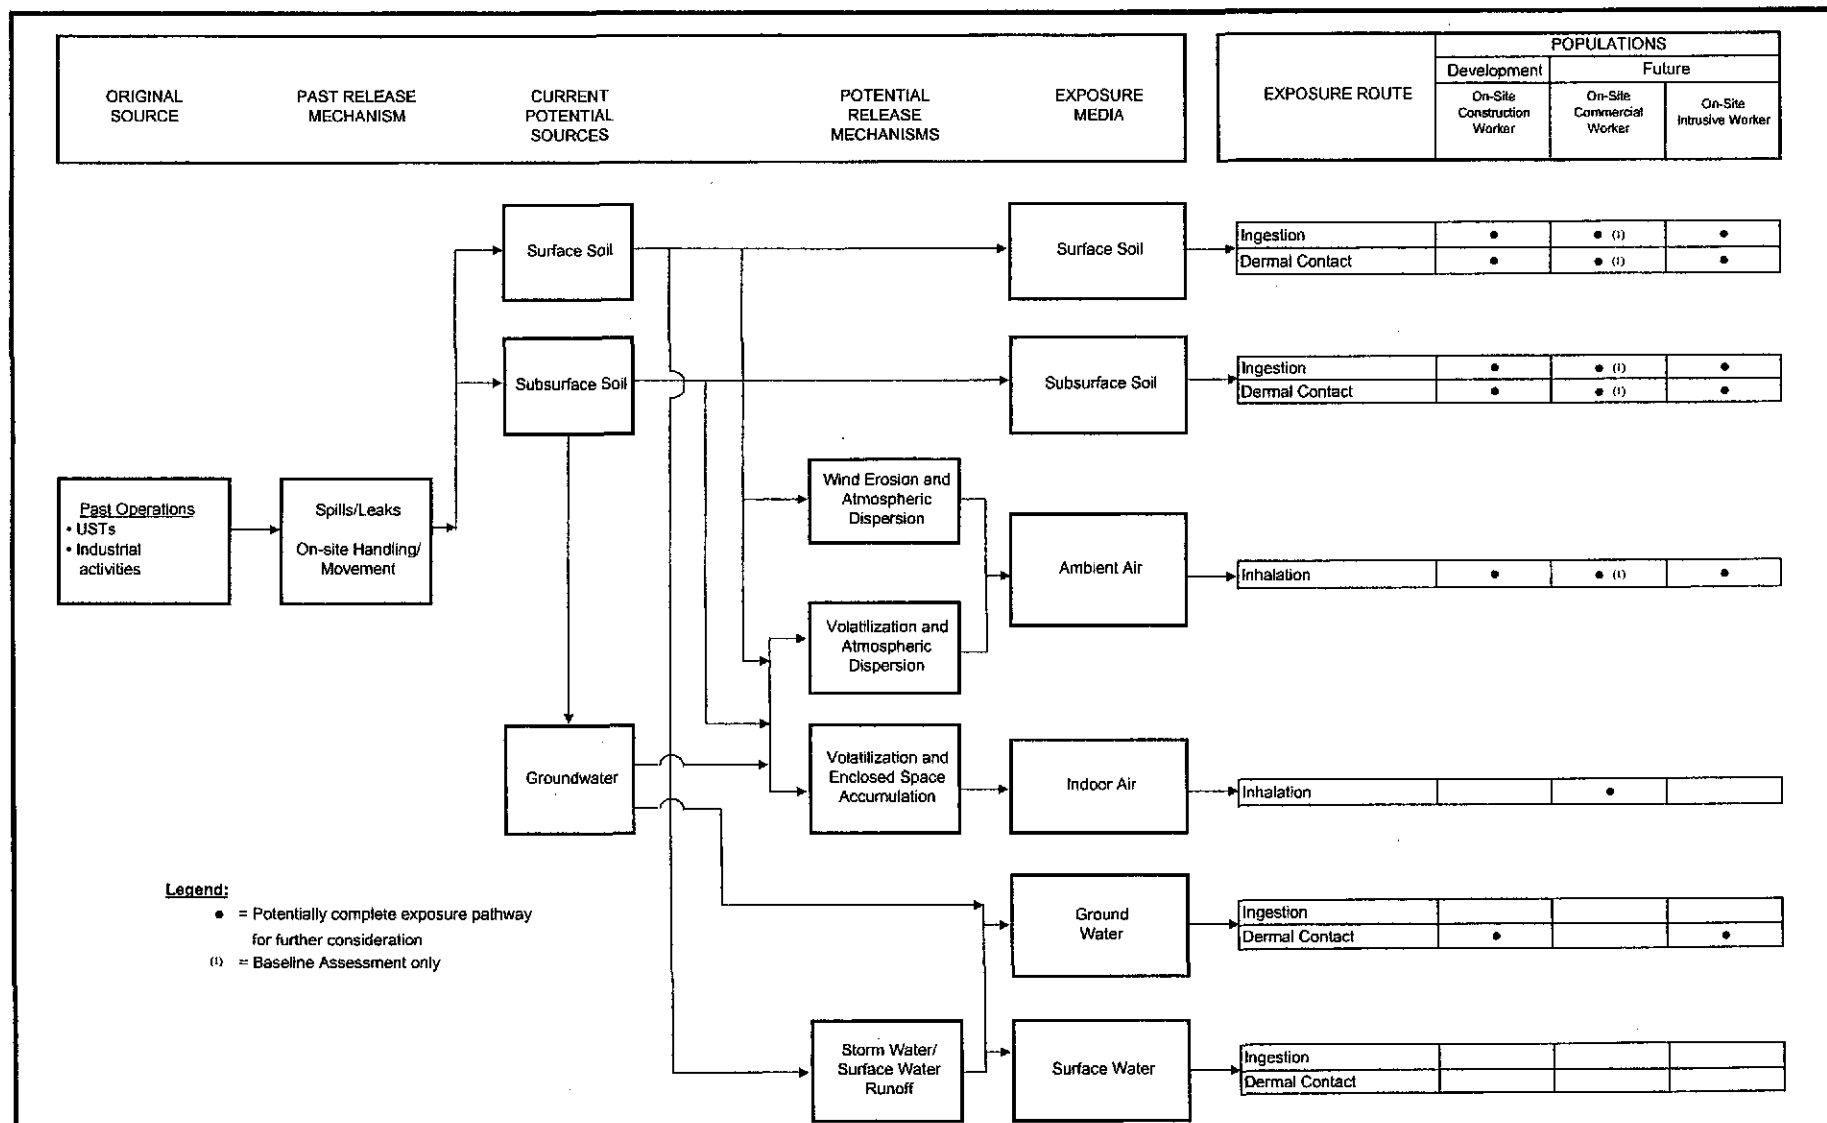 ORIGINAL
SOURCE
PAST RELEASE
MECHANISM
CURRENT
POTENTIAL
SOURCES
POTENTIAL
RELEASE
MECHANISMS
EXPOSURE
MEDIA
EXPOSURE ROUTE
POPULATIONS
Development
Future
On-Site
Construction
Worker
On-Site
Commercial
Worker
On-Site
Intrusive Worker
Surface Soil
Surface Soil
Ingestion • • (1) •
Dermal Contact • • (1) •
Subsurface Soil
Subsurface Soil
Ingestion • • (1) •
Dermal Contact • • (1) •
Past Operations
• USTs
• Industrial
activities
Spills/Leaks
On-site Handling/
Movement
Wind Erosion and
Atmospheric
Dispersion
Ambient Air
Inhalation • • (1) •
Volatilization and
Atmospheric
Dispersion
Groundwater
Volatilization and
Enclosed Space
Accumulation
Indoor Air
Inhalation •
Legend:
• = Potentially complete exposure pathway
for further consideration
(1) = Baseline Assessment only
Ground
Water
Ingestion
Dermal Contact • •
Storm Water/
Surface Water
Runoff
Surface Water
Ingestion
Dermal Contact